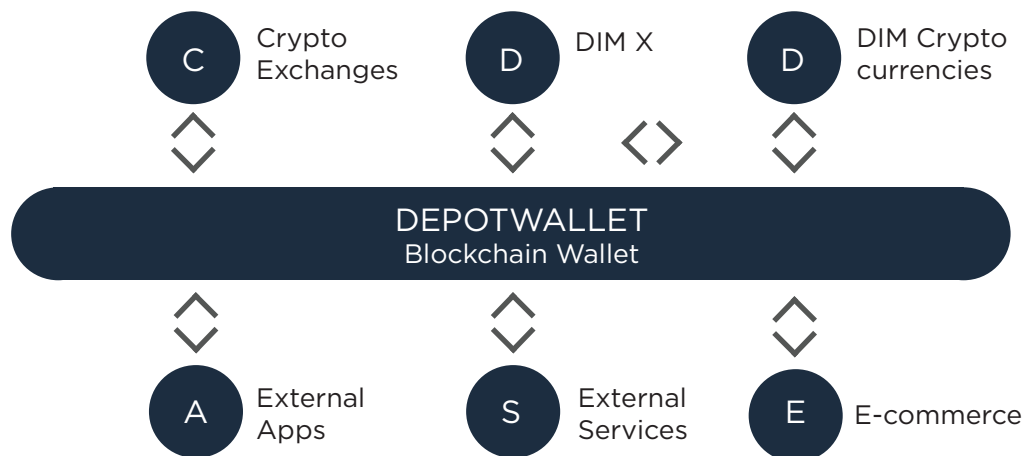 C
Crypto
Exchanges
D
DIM X
D
DIM Crypto
currencies
DEPOTWALLET
Blockchain Wallet
A
External
Apps
S
External
Services
E
E-commerce